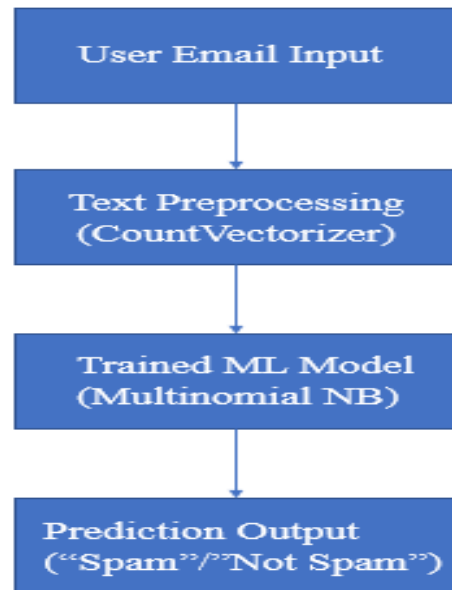 User Email Input
Text Preprocessing
(CountVectorizer)
Trained ML Model
(Multinomial NB)
Prediction Output
(“Spam”/”Not Spam”)